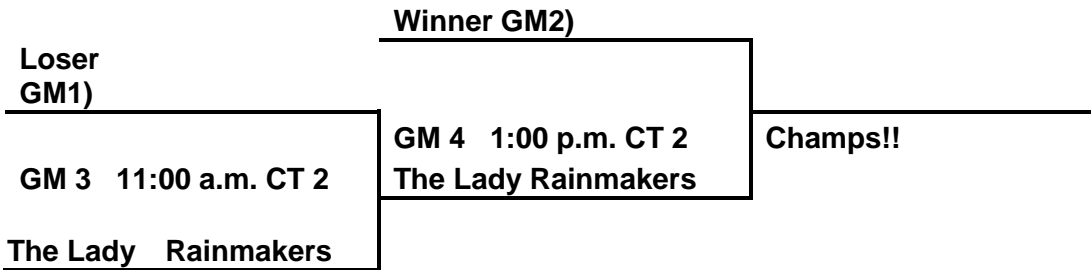 Winner GM2)
Loser
GM1)
GM 4 1:00 p.m. CT 2
Champs!!
GM 3 11:00 a.m. CT 2
The Lady Rainmakers
The Lady Rainmakers